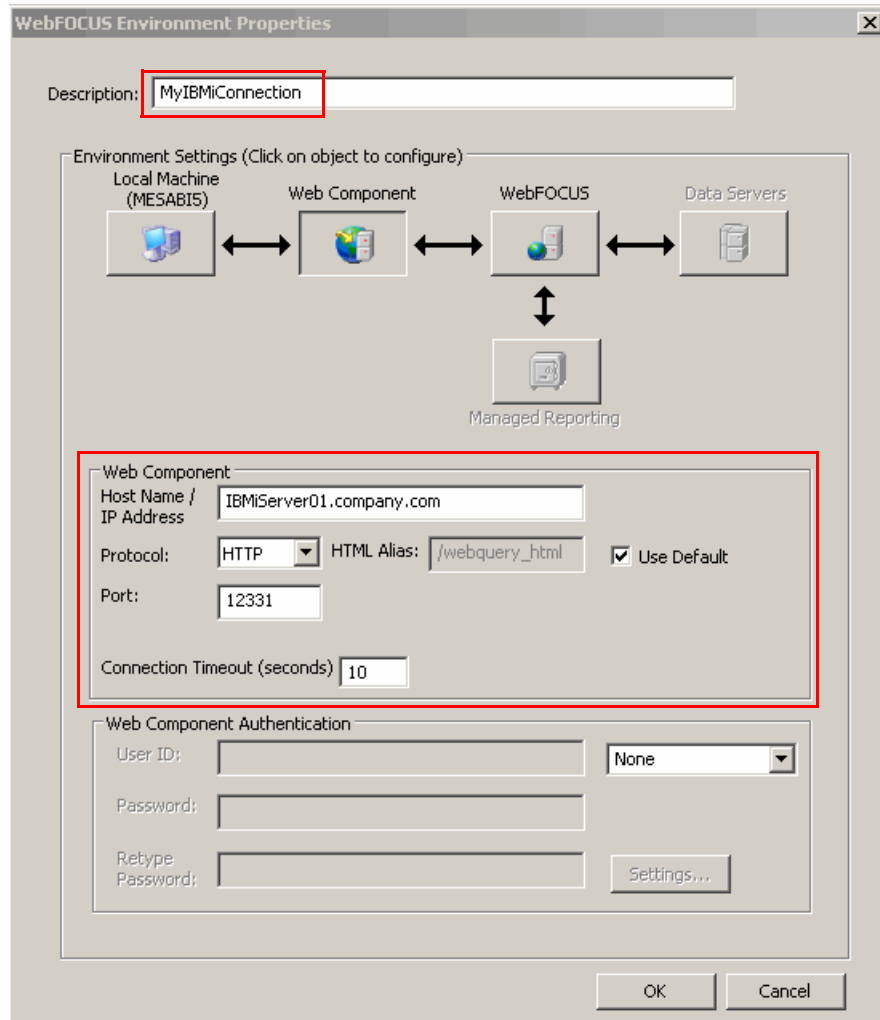 WebFOCUS Environment Properties
Description: MyIBMiConnection
Environment Settings (Click on object to configure)
Local Machine
(MESABI5)
Web Component
WebFOCUS
Data Servers
Managed Reporting
Web Component
Host Name /
IP Address
IBMiServer01.company.com
Protocol: HTTP HTML Alias: /webquery_html Use Default
Port: 12331
Connection Timeout (seconds) 10
Web Component Authentication
User ID: None
Password:
Retype
Password:
Settings...
OK Cancel